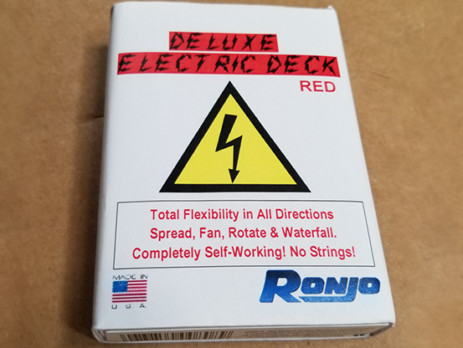 DELUXE
ELECTRIC DECK
RED
Total Flexibility in All Directions
Spread, Fan, Rotate & Waterfall.
Completely Self-Working! No Strings!
MADE IN
U.S.A.
RONJO